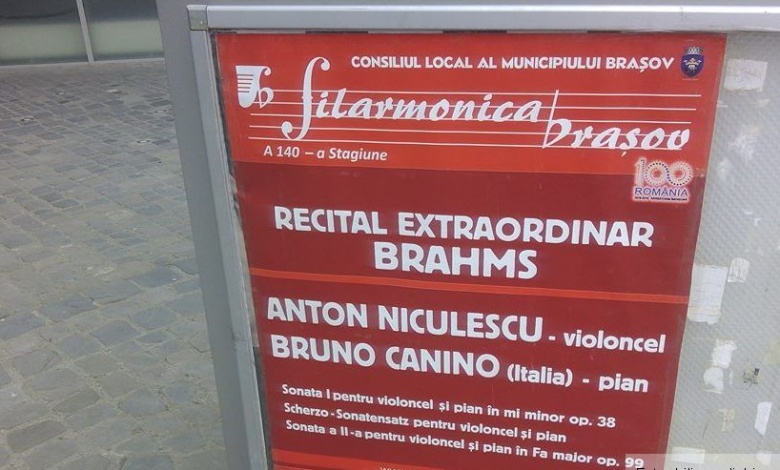 CONSILIUL LOCAL AL MUNICIPIULUI BRAȘOV
filarmonica
brașov
A 140 – a Stagiune
100
ROMÂNIA
RECITAL EXTRAORDINAR
BRAHMS
ANTON NICULESCU - violoncel
BRUNO CANINO (Italia) - pian
Sonata I pentru violoncel și pian în mi minor op. 38
Scherzo - Sonatensatz pentru violoncel și pian
Sonata a II -a pentru violoncel și pian în Fa major op. 99